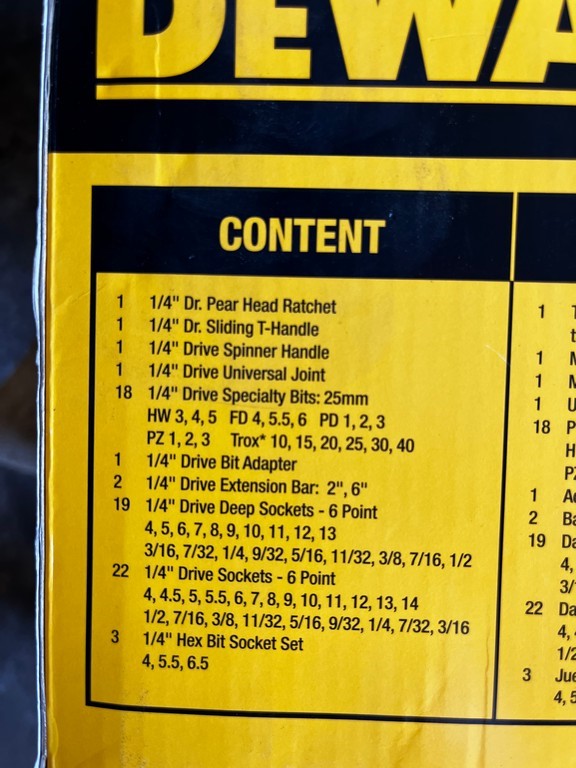 DEWA
CONTENT
1 1/4" Dr. Pear Head Ratchet
1 1/4" Dr. Sliding T-Handle
1 1/4" Drive Spinner Handle
1 1/4" Drive Universal Joint
18 1/4" Drive Specialty Bits: 25mm
HW 3, 4, 5 FD 4, 5.5, 6 PD 1, 2, 3
PZ 1, 2, 3 Trox* 10, 15, 20, 25, 30, 40
1 1/4" Drive Bit Adapter
2 1/4" Drive Extension Bar: 2", 6"
19 1/4" Drive Deep Sockets - 6 Point
4, 5, 6, 7, 8, 9, 10, 11, 12, 13
3/16, 7/32, 1/4, 9/32, 5/16, 11/32, 3/8, 7/16, 1/2
22 1/4" Drive Sockets - 6 Point
4, 4.5, 5, 5.5, 6, 7, 8, 9, 10, 11, 12, 13, 14
1/2, 7/16, 3/8, 11/32, 5/16, 9/32, 1/4, 7/32, 3/16
3 1/4" Hex Bit Socket Set
4, 5.5, 6.5
1
1
1
1
18
1
2
19
22
3 Jue